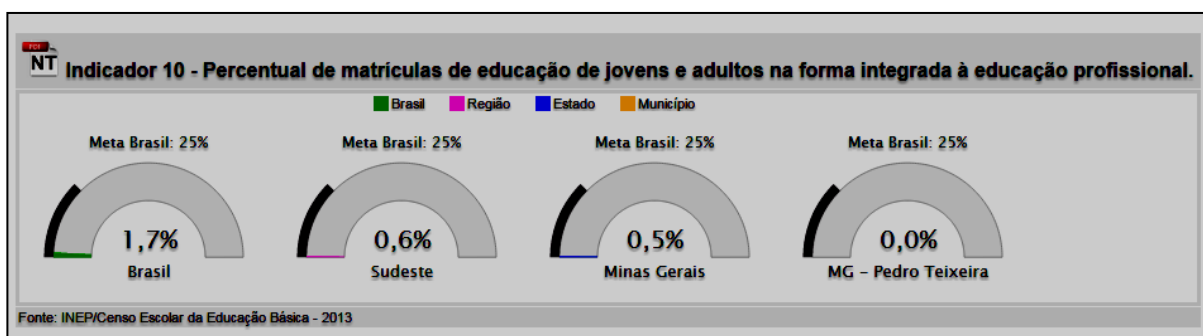 PDF
NT
Indicador 10 - Percentual de matrículas de educação de jovens e adultos na forma integrada à educação profissional.
Brasil Região Estado Município
Meta Brasil: 25% Meta Brasil: 25% Meta Brasil: 25% Meta Brasil: 25%
1,7% 0,6% 0,5% 0,0%
Brasil Sudeste Minas Gerais MG - Pedro Teixeira
Fonte: INEP/Censo Escolar da Educação Básica - 2013